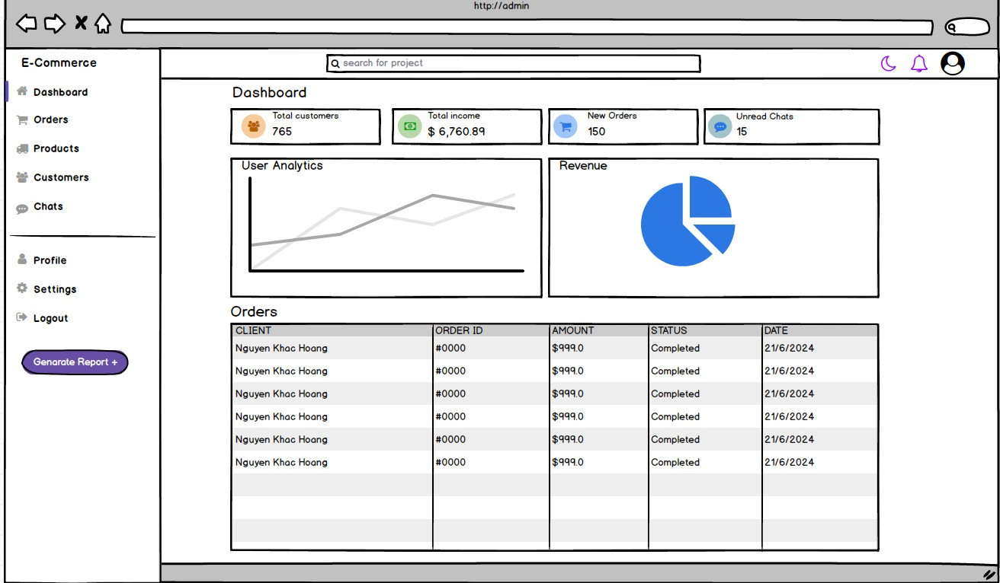 http://admin
E-Commerce
search for project
Dashboard
Orders
Products
Customers
Chats
Profile
Settings
Logout
Genarate Report +
Dashboard
Total customers
765
Total income
$ 6,760.89
New Orders
150
Unread Chats
15
User Analytics
Revenue
Orders
CLIENT ORDER ID AMOUNT STATUS DATE
Nguyen Khac Hoang #0000 $999.0 Completed 21/6/2024
Nguyen Khac Hoang #0000 $999.0 Completed 21/6/2024
Nguyen Khac Hoang #0000 $999.0 Completed 21/6/2024
Nguyen Khac Hoang #0000 $999.0 Completed 21/6/2024
Nguyen Khac Hoang #0000 $999.0 Completed 21/6/2024
Nguyen Khac Hoang #0000 $999.0 Completed 21/6/2024